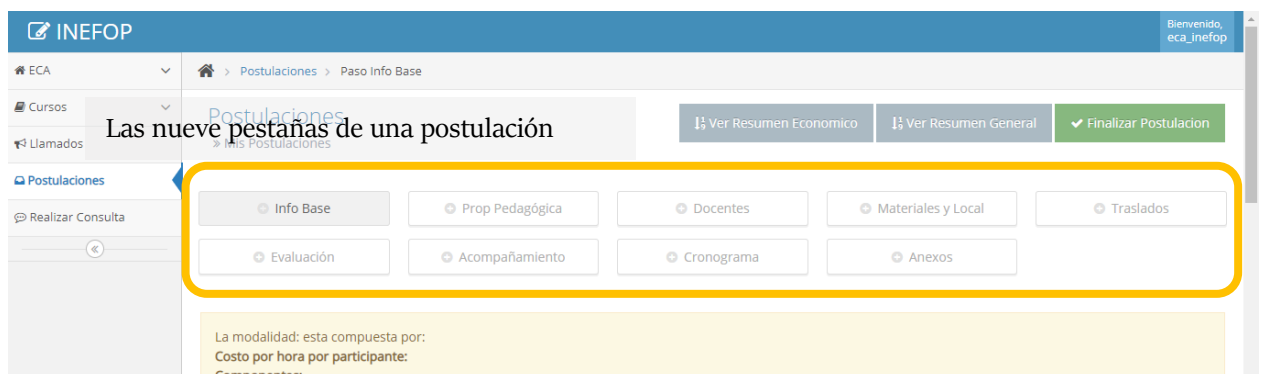 INEFOP
Bienvenido,
eca_inefop
ECA
Postulaciones > Paso Info Base
Cursos
Llamados
Postulaciones
Realizar Consulta
Postulaciones
» Mis Postulaciones
Las nueve pestañas de una postulación
Ver Resumen Economico
Ver Resumen General
Finalizar Postulacion
Info Base
Prop Pedagógica
Docentes
Materiales y Local
Traslados
Evaluación
Acompañamiento
Cronograma
Anexos
La modalidad: esta compuesta por:
Costo por hora por participante:
Componentes: